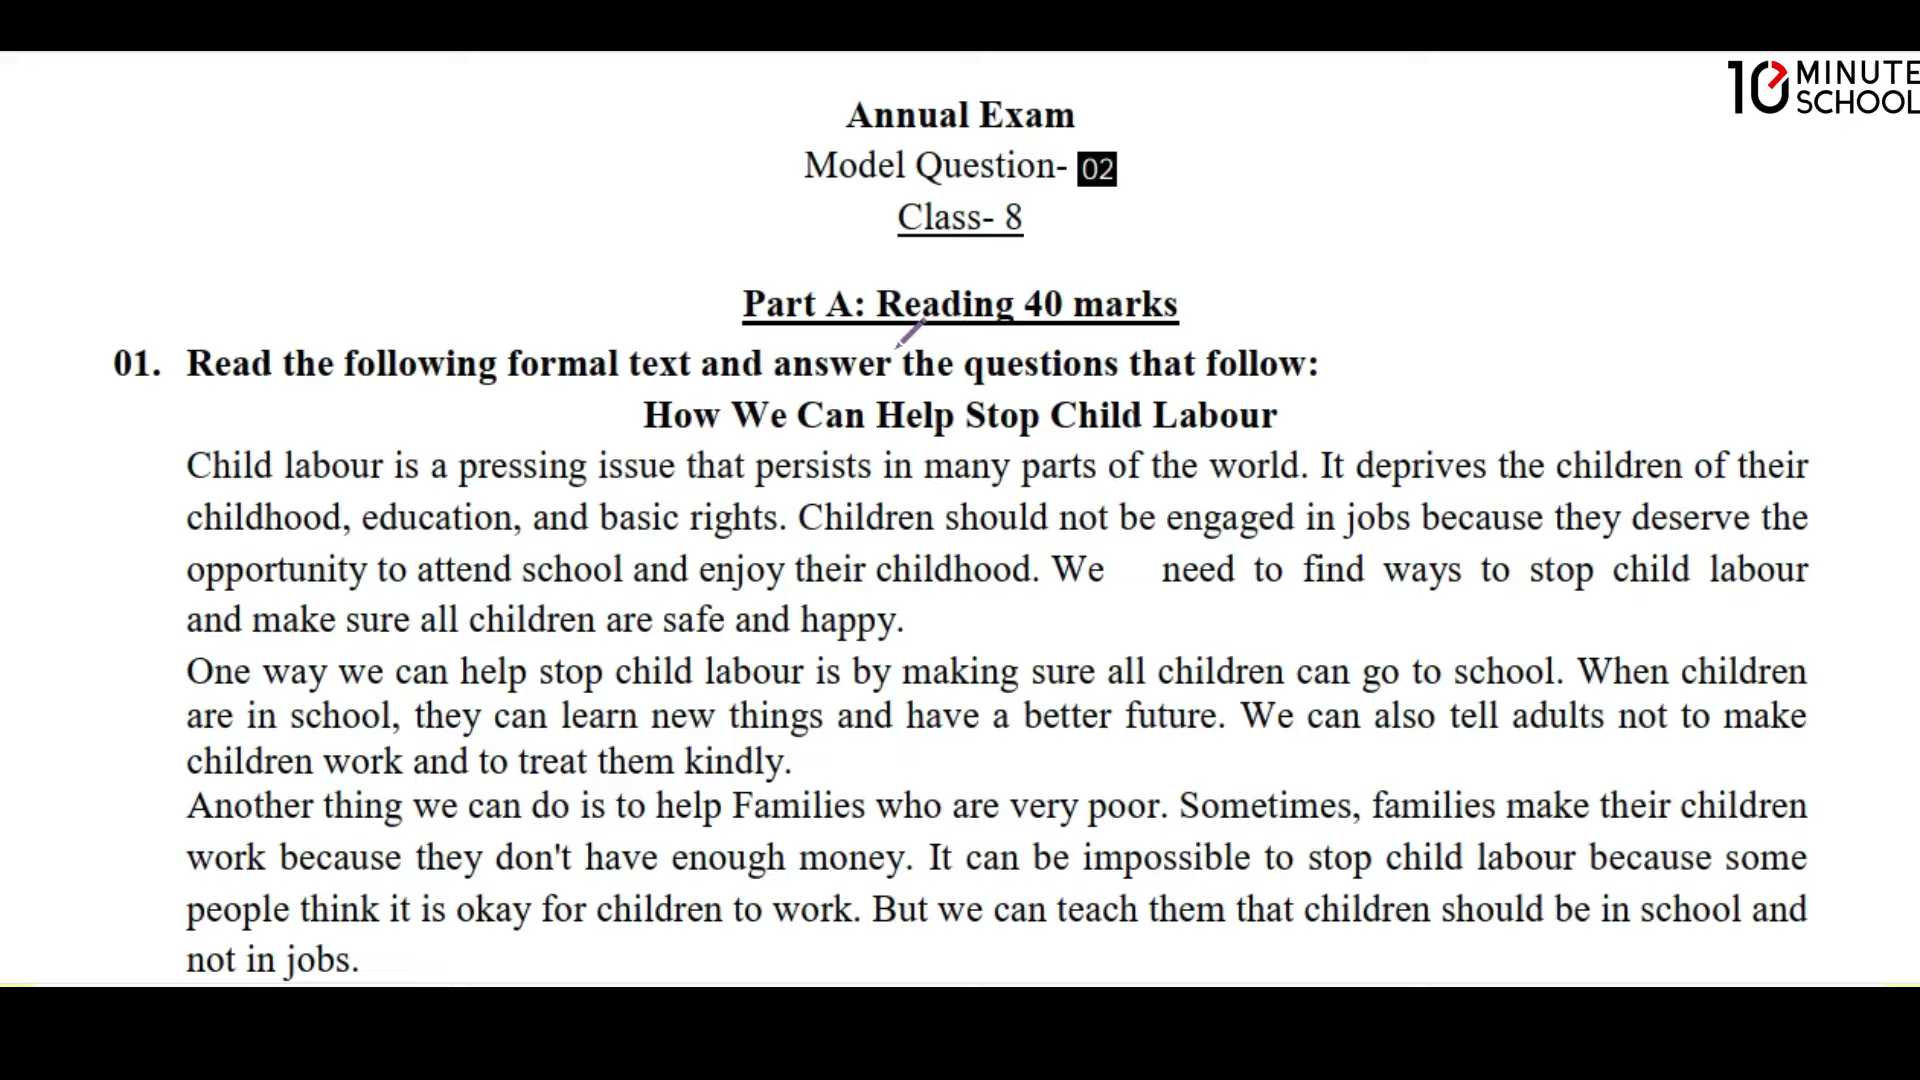 10 MINUTE
SCHOOL
Annual Exam
Model Question- 02
Class- 8
Part A: Reading 40 marks
01. Read the following formal text and answer the questions that follow:
How We Can Help Stop Child Labour
Child labour is a pressing issue that persists in many parts of the world. It deprives the children of their
childhood, education, and basic rights. Children should not be engaged in jobs because they deserve the
opportunity to attend school and enjoy their childhood. We need to find ways to stop child labour
and make sure all children are safe and happy.
One way we can help stop child labour is by making sure all children can go to school. When children
are in school, they can learn new things and have a better future. We can also tell adults not to make
children work and to treat them kindly.
Another thing we can do is to help Families who are very poor. Sometimes, families make their children
work because they don't have enough money. It can be impossible to stop child labour because some
people think it is okay for children to work. But we can teach them that children should be in school and
not in jobs.